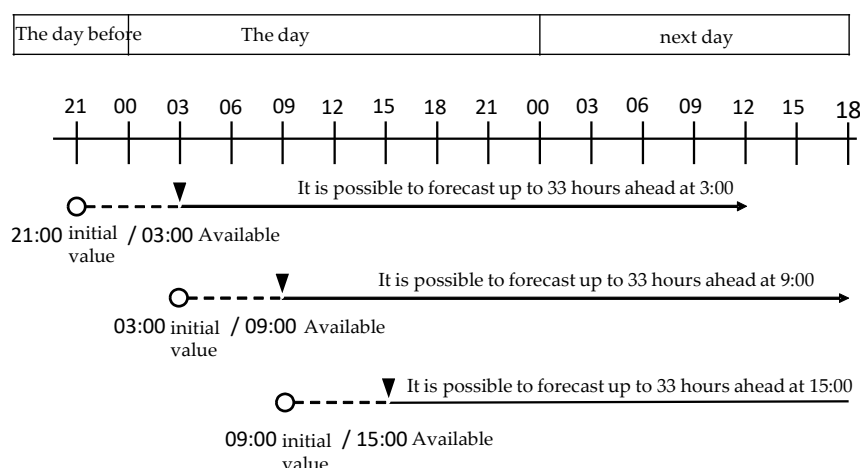 The day before The day next day
21 00 03 06 09 12 15 18 21 00 03 06 09 12 15 18
It is possible to forecast up to 33 hours ahead at 3:00
21:00 initial value / 03:00 Available
It is possible to forecast up to 33 hours ahead at 9:00
03:00 initial value / 09:00 Available
It is possible to forecast up to 33 hours ahead at 15:00
09:00 initial value / 15:00 Available